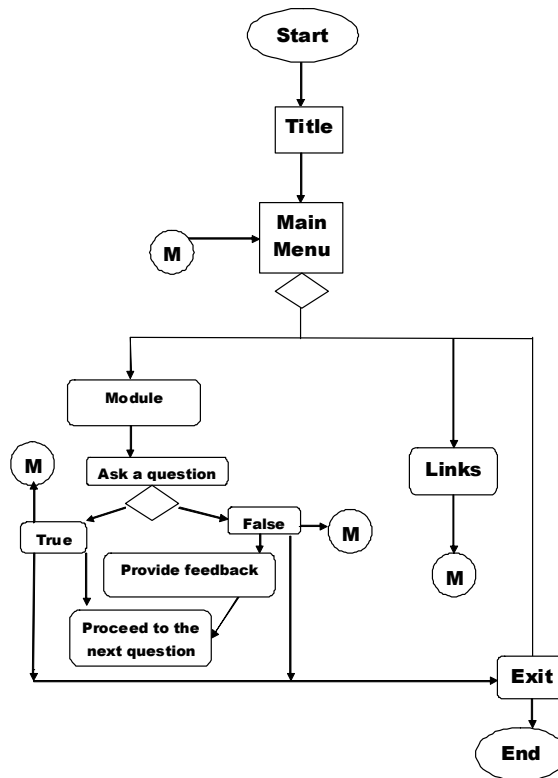 Start
Title
Main
Menu
M
Module
M
Ask a question
Links
True
False
M
Provide feedback
M
Proceed to the
next question
Exit
End